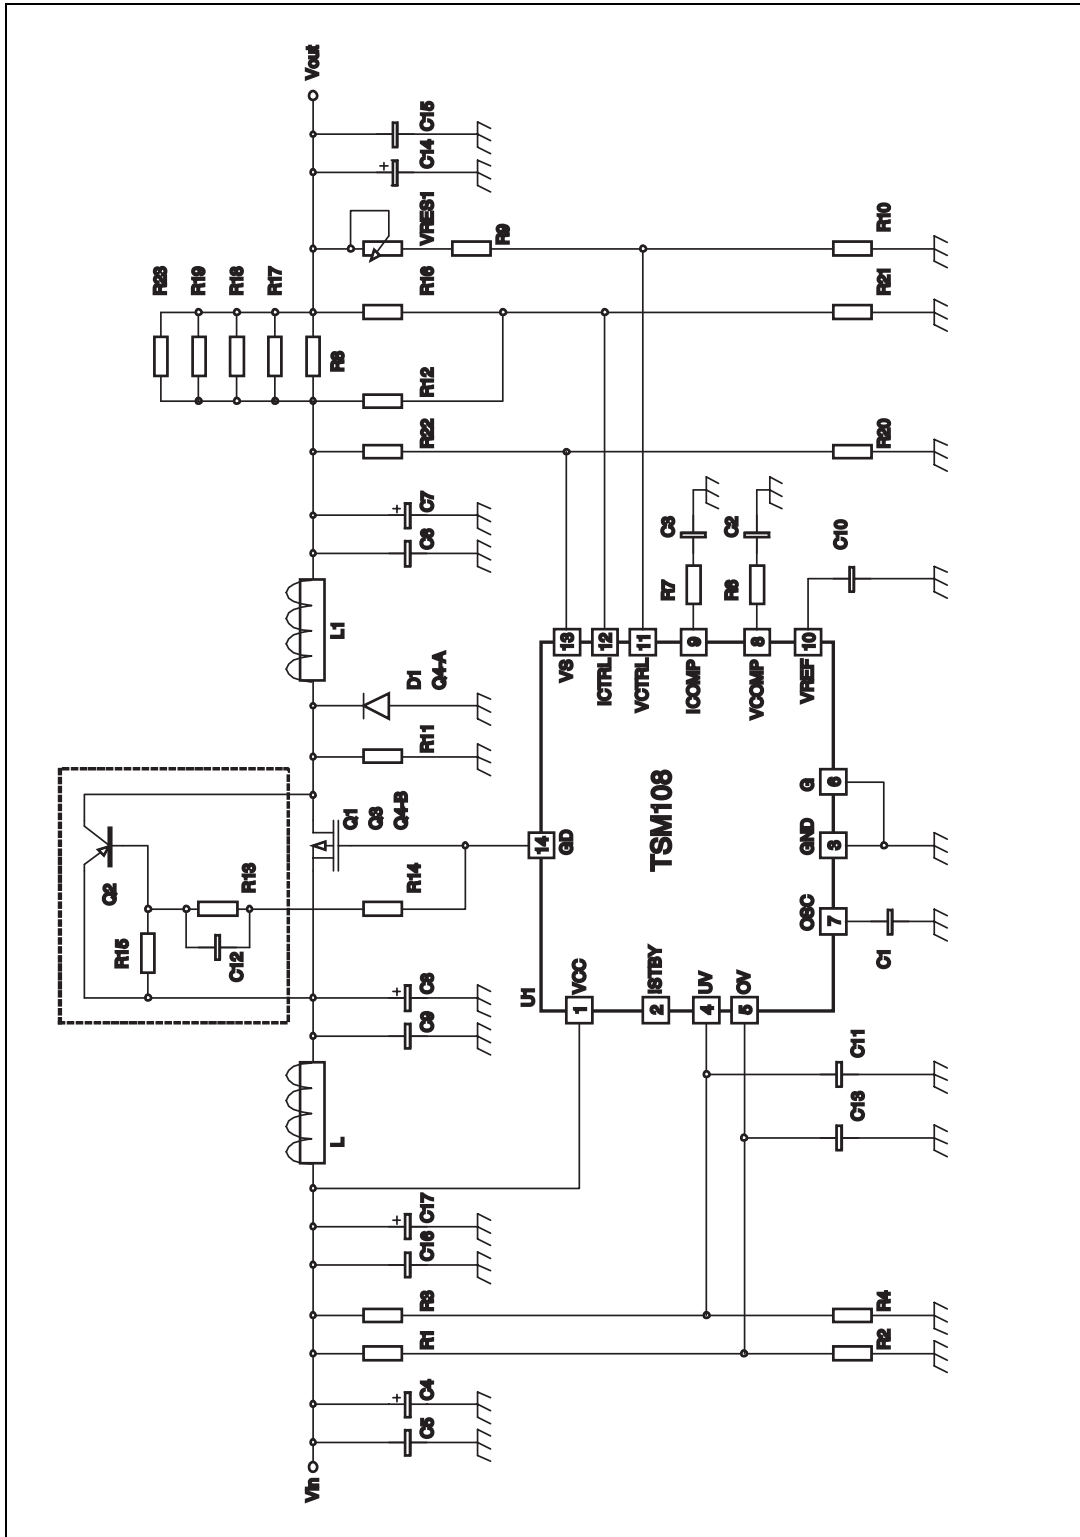 R15
Q2
R23
R19
R18
R17
C12
R13
Vin
Vout
L
L1
R8
Q1
Q3
Q4-B
D1
Q4-A
C5
C4
R1
R3
C16
C17
C9
C8
R14
R11
C6
C7
R22
R12
R16
VRES1
C14
C15
R9
U1
14
GD
1
VCC
13
VS
2
ISTBY
12
ICTRL
11
VCTRL
TSM108
4
UV
9
ICOMP
R7
C3
5
OV
8
VCOMP
R6
C2
10
VREF
C10
OSC
7
GND
3
G
6
C13
C11
C1
R2
R4
R20
R21
R10